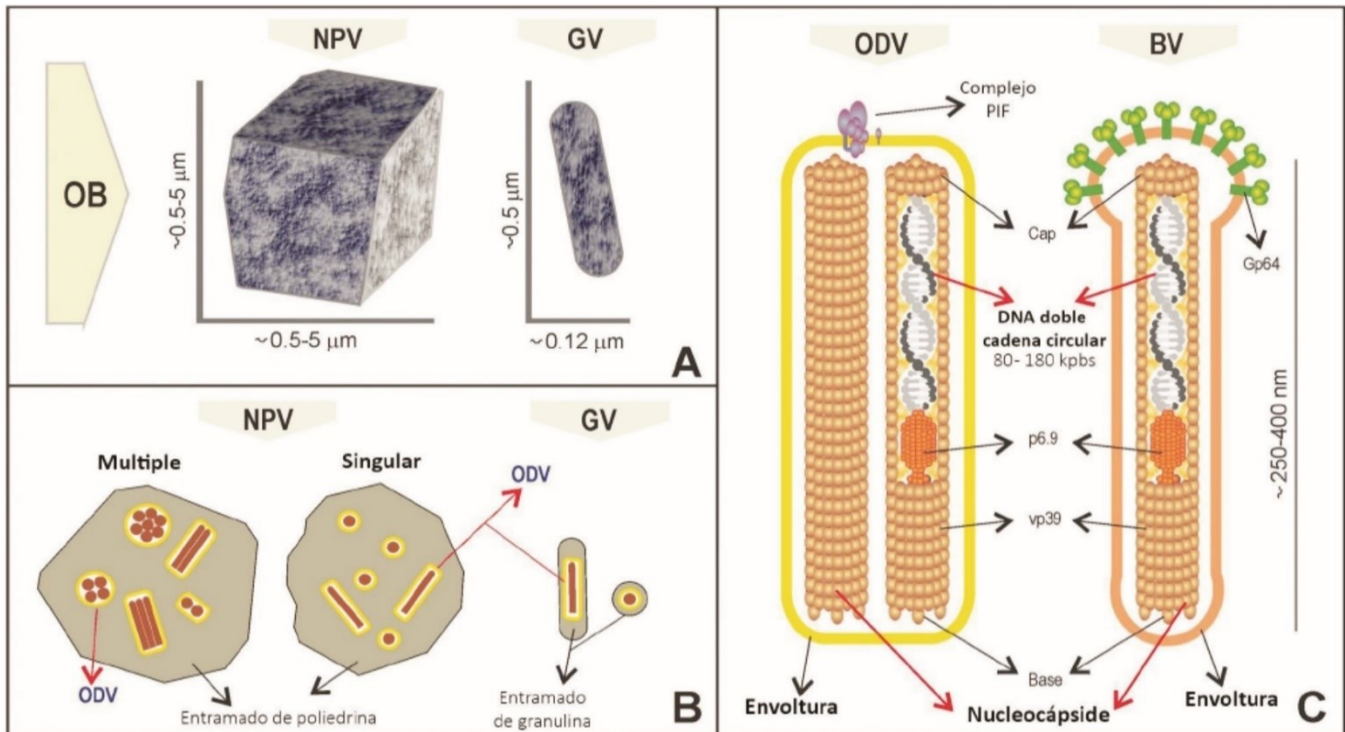 NPV
GV
OB
~0.5-5 µm
~0.5 µm
~0.5-5 µm
~0.12 µm
A
NPV
GV
Multiple
Singular
ODV
ODV
Entramado de poliedrina
Entramado
de granulina
B
ODV
BV
Complejo
PIF
Cap
Gp64
DNA doble
cadena circular
80- 180 kpbs
p6.9
vp39
~250-400 nm
Base
Envoltura
Envoltura
Nucleocápside
C